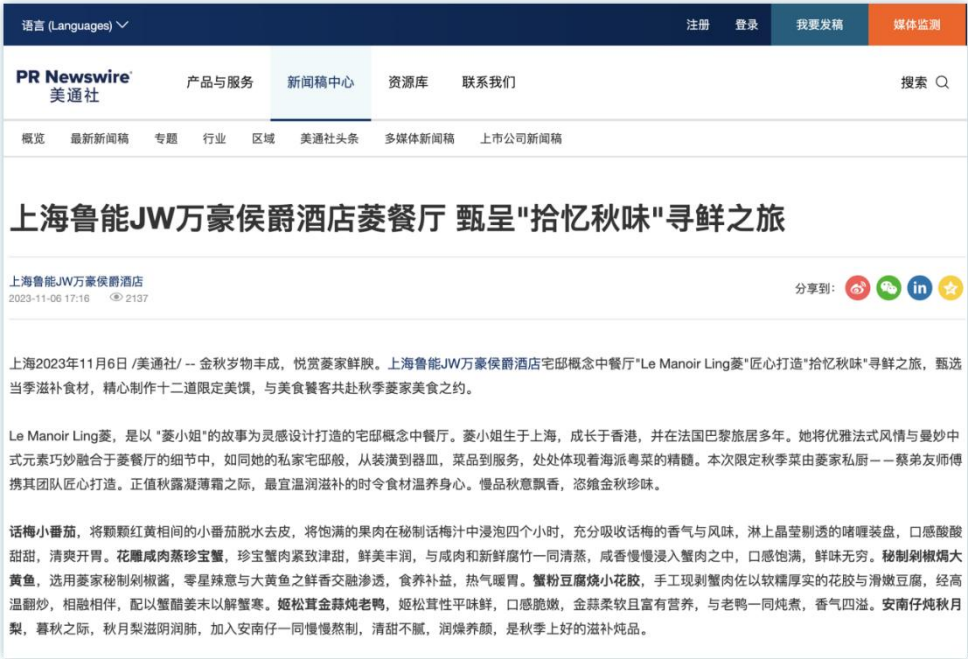 语言 (Languages)
注册 登录 我要发稿 媒体监测
PR Newswire
美通社
产品与服务 新闻稿中心 资源库 联系我们 搜索
概览 最新新闻稿 专题 行业 区域 美通社头条 多媒体新闻稿 上市公司新闻稿
上海鲁能JW万豪侯爵酒店菱餐厅 甄呈"拾忆秋味"寻鲜之旅
上海鲁能JW万豪侯爵酒店
2023-11-06 17:16 2137
分享到:
上海2023年11月6日 /美通社/ -- 金秋岁物丰成，悦赏菱家鲜腴。上海鲁能JW万豪侯爵酒店宅邸概念中餐厅"Le Manoir Ling菱"匠心打造"拾忆秋味"寻鲜之旅，甄选
当季滋补食材，精心制作十二道限定美馔，与美食饕客共赴秋季菱家美食之约。
Le Manoir Ling菱，是以 "菱小姐"的故事为灵感设计打造的宅邸概念中餐厅。菱小姐生于上海，成长于香港，并在法国巴黎旅居多年。她将优雅法式风情与曼妙中
式元素巧妙融合于菱餐厅的细节中，如同她的私家宅邸般，从装潢到器皿，菜品到服务，处处体现着海派粤菜的精髓。本次限定秋季菜由菱家私厨——蔡弟友师傅
携其团队匠心打造。正值秋露凝薄霜之际，最宜温润滋补的时令食材温养身心。慢品秋意飘香，恣飨金秋珍味。
话梅小番茄，将颗颗红黄相间的小番茄脱水去皮，将饱满的果肉在秘制话梅汁中浸泡四个小时，充分吸收话梅的香气与风味，淋上晶莹剔透的啫喱装盘，口感酸酸
甜甜，清爽开胃。花雕咸肉蒸珍宝蟹，珍宝蟹肉紧致津甜，鲜美丰润，与咸肉和新鲜腐竹一同清蒸，咸香慢慢浸入蟹肉之中，口感饱满，鲜味无穷。秘制剁椒焗大
黄鱼，选用菱家秘制剁椒酱，零星辣意与大黄鱼之鲜香交融渗透，食养补益，热气暖胃。蟹粉豆腐烧小花胶，手工现剥蟹肉佐以软糯厚实的花胶与滑嫩豆腐，经高
温翻炒，相融相伴，配以蟹醋姜末以解蟹寒。姬松茸金蒜炖老鸭，姬松茸性平味鲜，口感脆嫩，金蒜柔软且富有营养，与老鸭一同炖煮，香气四溢。安南仔炖秋月
梨，暮秋之际，秋月梨滋阴润肺，加入安南仔一同慢慢熬制，清甜不腻，润燥养颜，是秋季上好的滋补炖品。